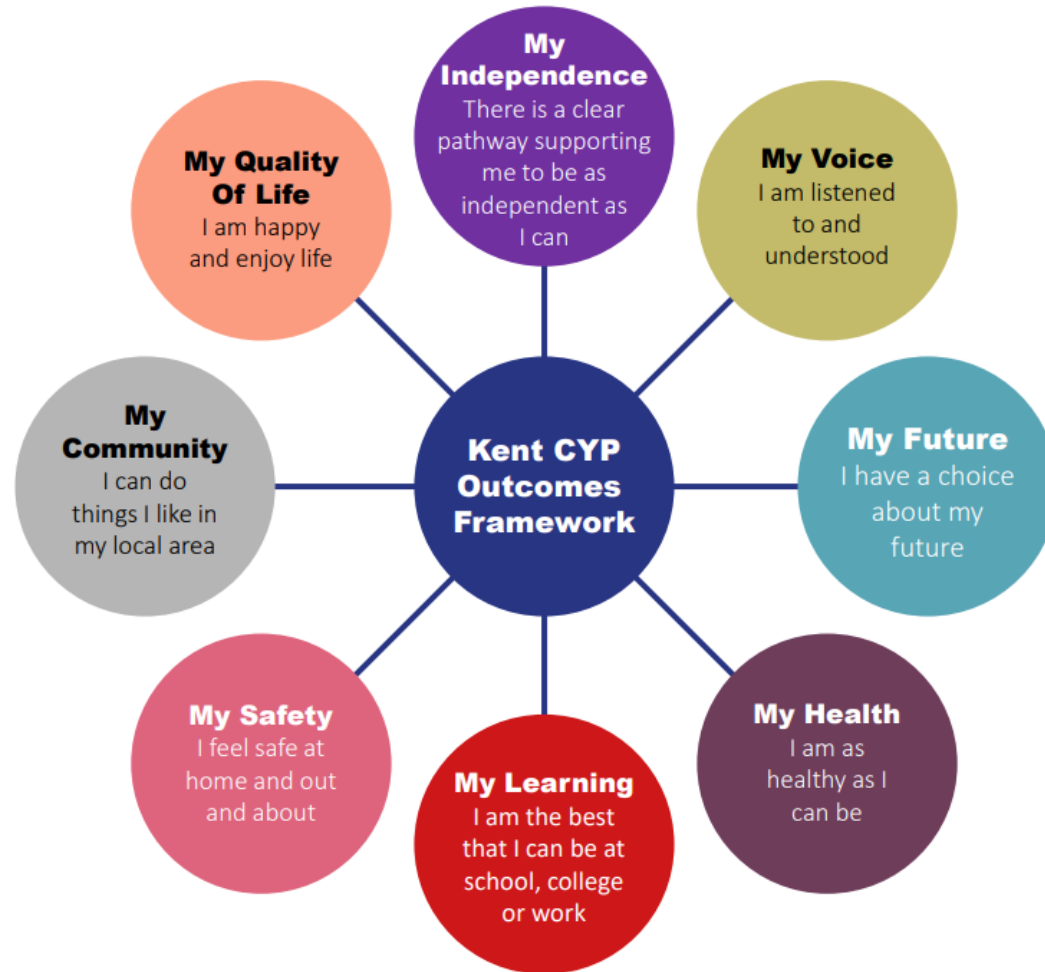 My
Independence
There is a clear
pathway supporting
me to be as
independent as
I can
My Voice
I am listened
to and
understood
My Future
I have a choice
about my
future
My Health
I am as
healthy as I
can be
My Learning
I am the best
that I can be at
school, college
or work
My Safety
I feel safe at
home and out
and about
My
Community
I can do
things I like in
my local area
My Quality
Of Life
I am happy
and enjoy life
Kent CYP
Outcomes
Framework